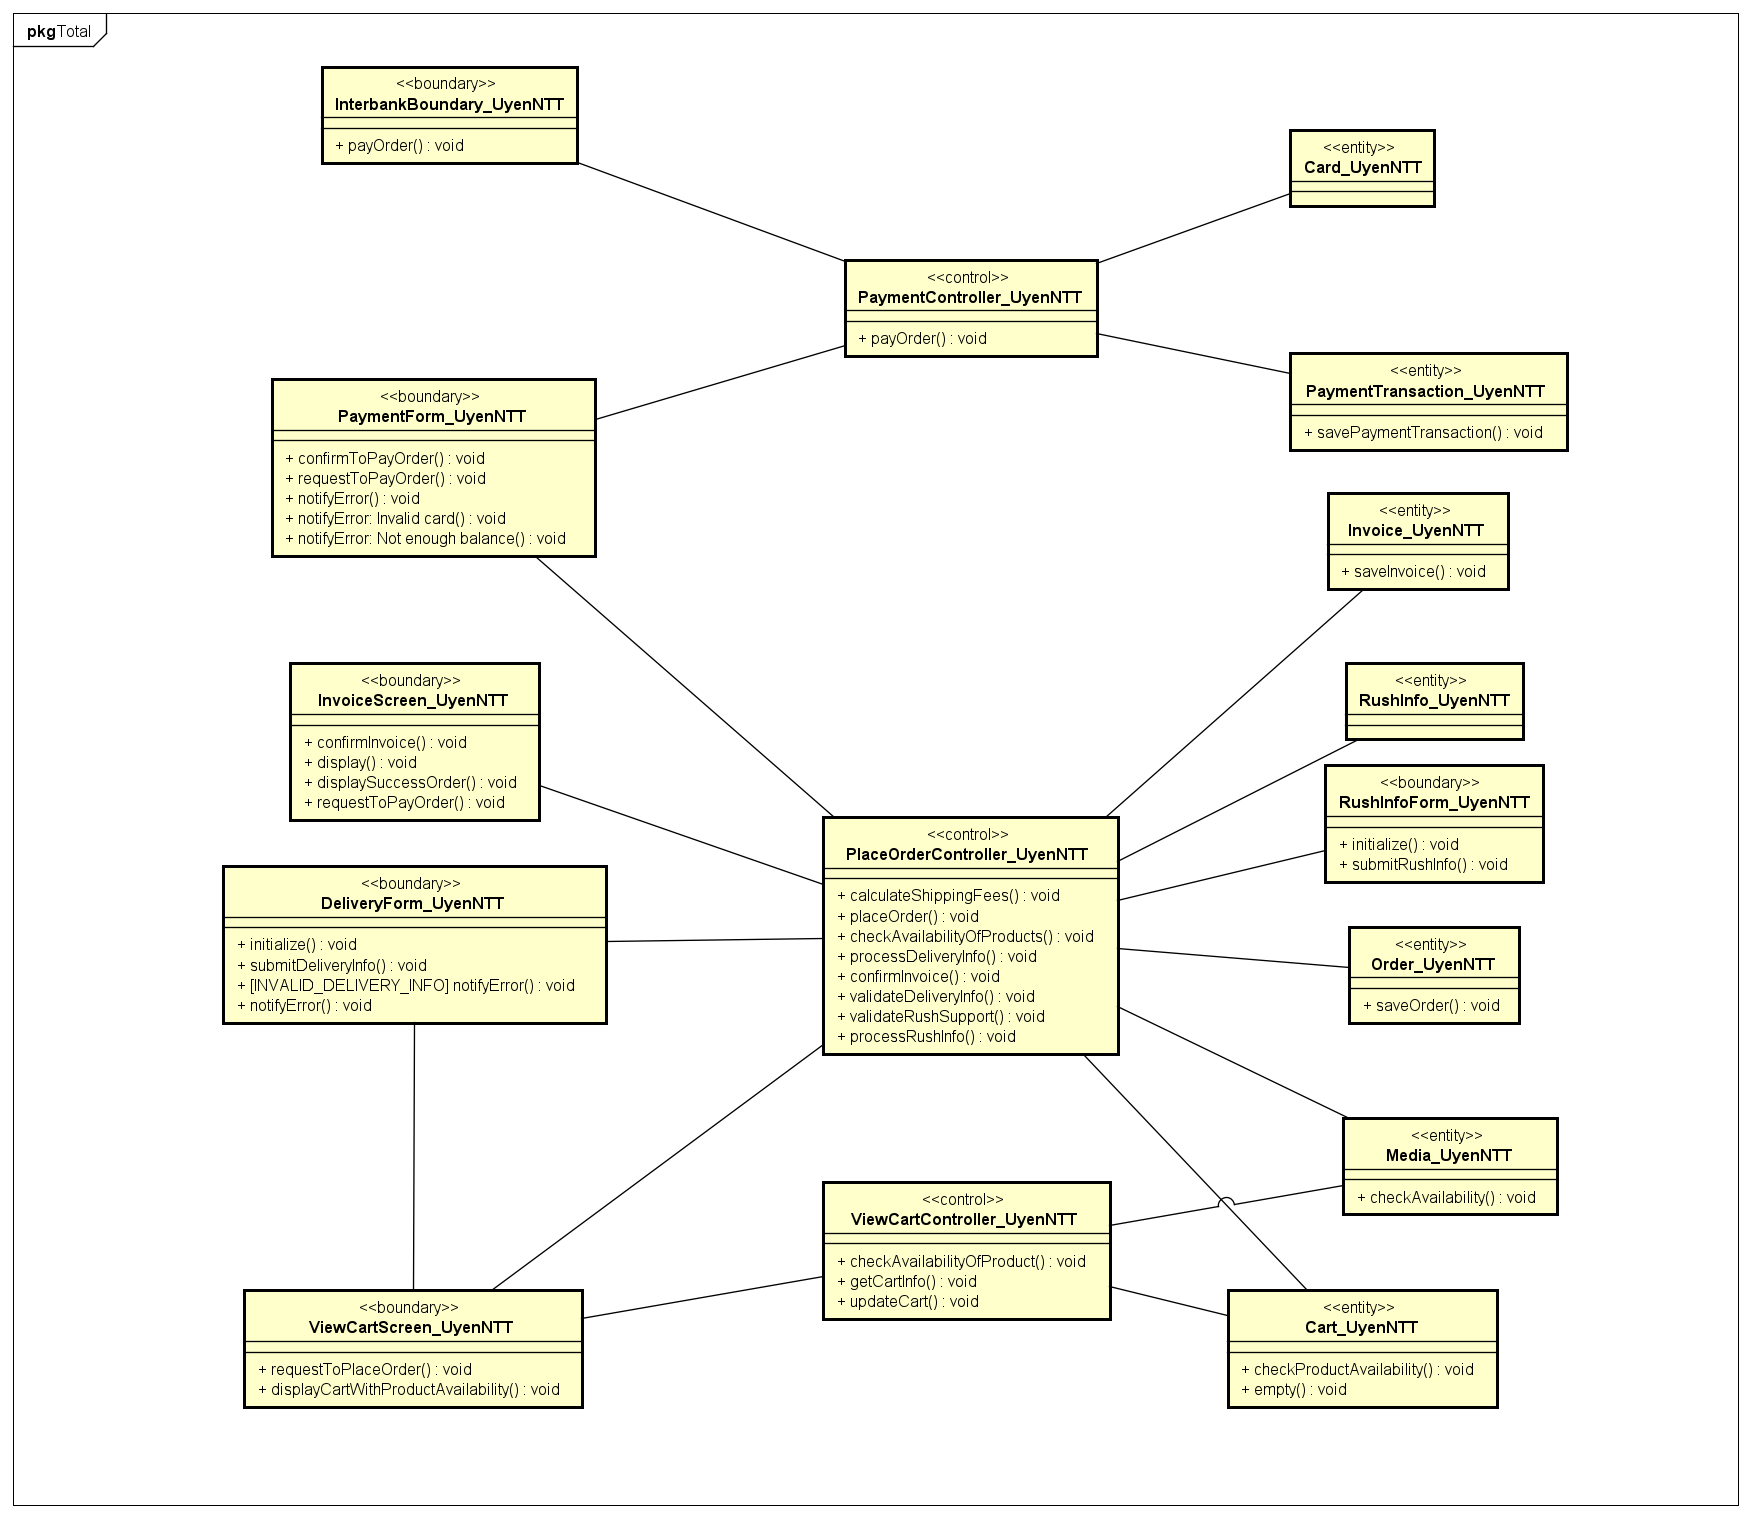 pkgTotal
<<boundary>>
InterbankBoundary_UyenNTT
+ payOrder() : void
<<entity>>
Card_UyenNTT
<<control>>
PaymentController_UyenNTT
+ payOrder() : void
<<entity>>
PaymentTransaction_UyenNTT
+ savePaymentTransaction() : void
<<boundary>>
PaymentForm_UyenNTT
+ confirmToPayOrder() : void
+ requestToPayOrder() : void
+ notifyError() : void
+ notifyError: Invalid card() : void
+ notifyError: Not enough balance() : void
<<entity>>
Invoice_UyenNTT
+ saveInvoice() : void
<<boundary>>
InvoiceScreen_UyenNTT
+ confirmInvoice() : void
+ display() : void
+ displaySuccessOrder() : void
+ requestToPayOrder() : void
<<entity>>
RushInfo_UyenNTT
<<boundary>>
RushInfoForm_UyenNTT
+ initialize() : void
+ submitRushInfo() : void
<<control>>
PlaceOrderController_UyenNTT
+ calculateShippingFees() : void
+ placeOrder() : void
+ checkAvailabilityOfProducts() : void
+ processDeliveryInfo() : void
+ confirmInvoice() : void
+ validateDeliveryInfo() : void
+ validateRushSupport() : void
+ processRushInfo() : void
<<boundary>>
DeliveryForm_UyenNTT
+ initialize() : void
+ submitDeliveryInfo() : void
+ [INVALID_DELIVERY_INFO] notifyError() : void
+ notifyError() : void
<<entity>>
Order_UyenNTT
+ saveOrder() : void
<<entity>>
Media_UyenNTT
+ checkAvailability() : void
<<control>>
ViewCartController_UyenNTT
+ checkAvailabilityOfProduct() : void
+ getCartInfo() : void
+ updateCart() : void
<<boundary>>
ViewCartScreen_UyenNTT
+ requestToPlaceOrder() : void
+ displayCartWithProductAvailability() : void
<<entity>>
Cart_UyenNTT
+ checkProductAvailability() : void
+ empty() : void